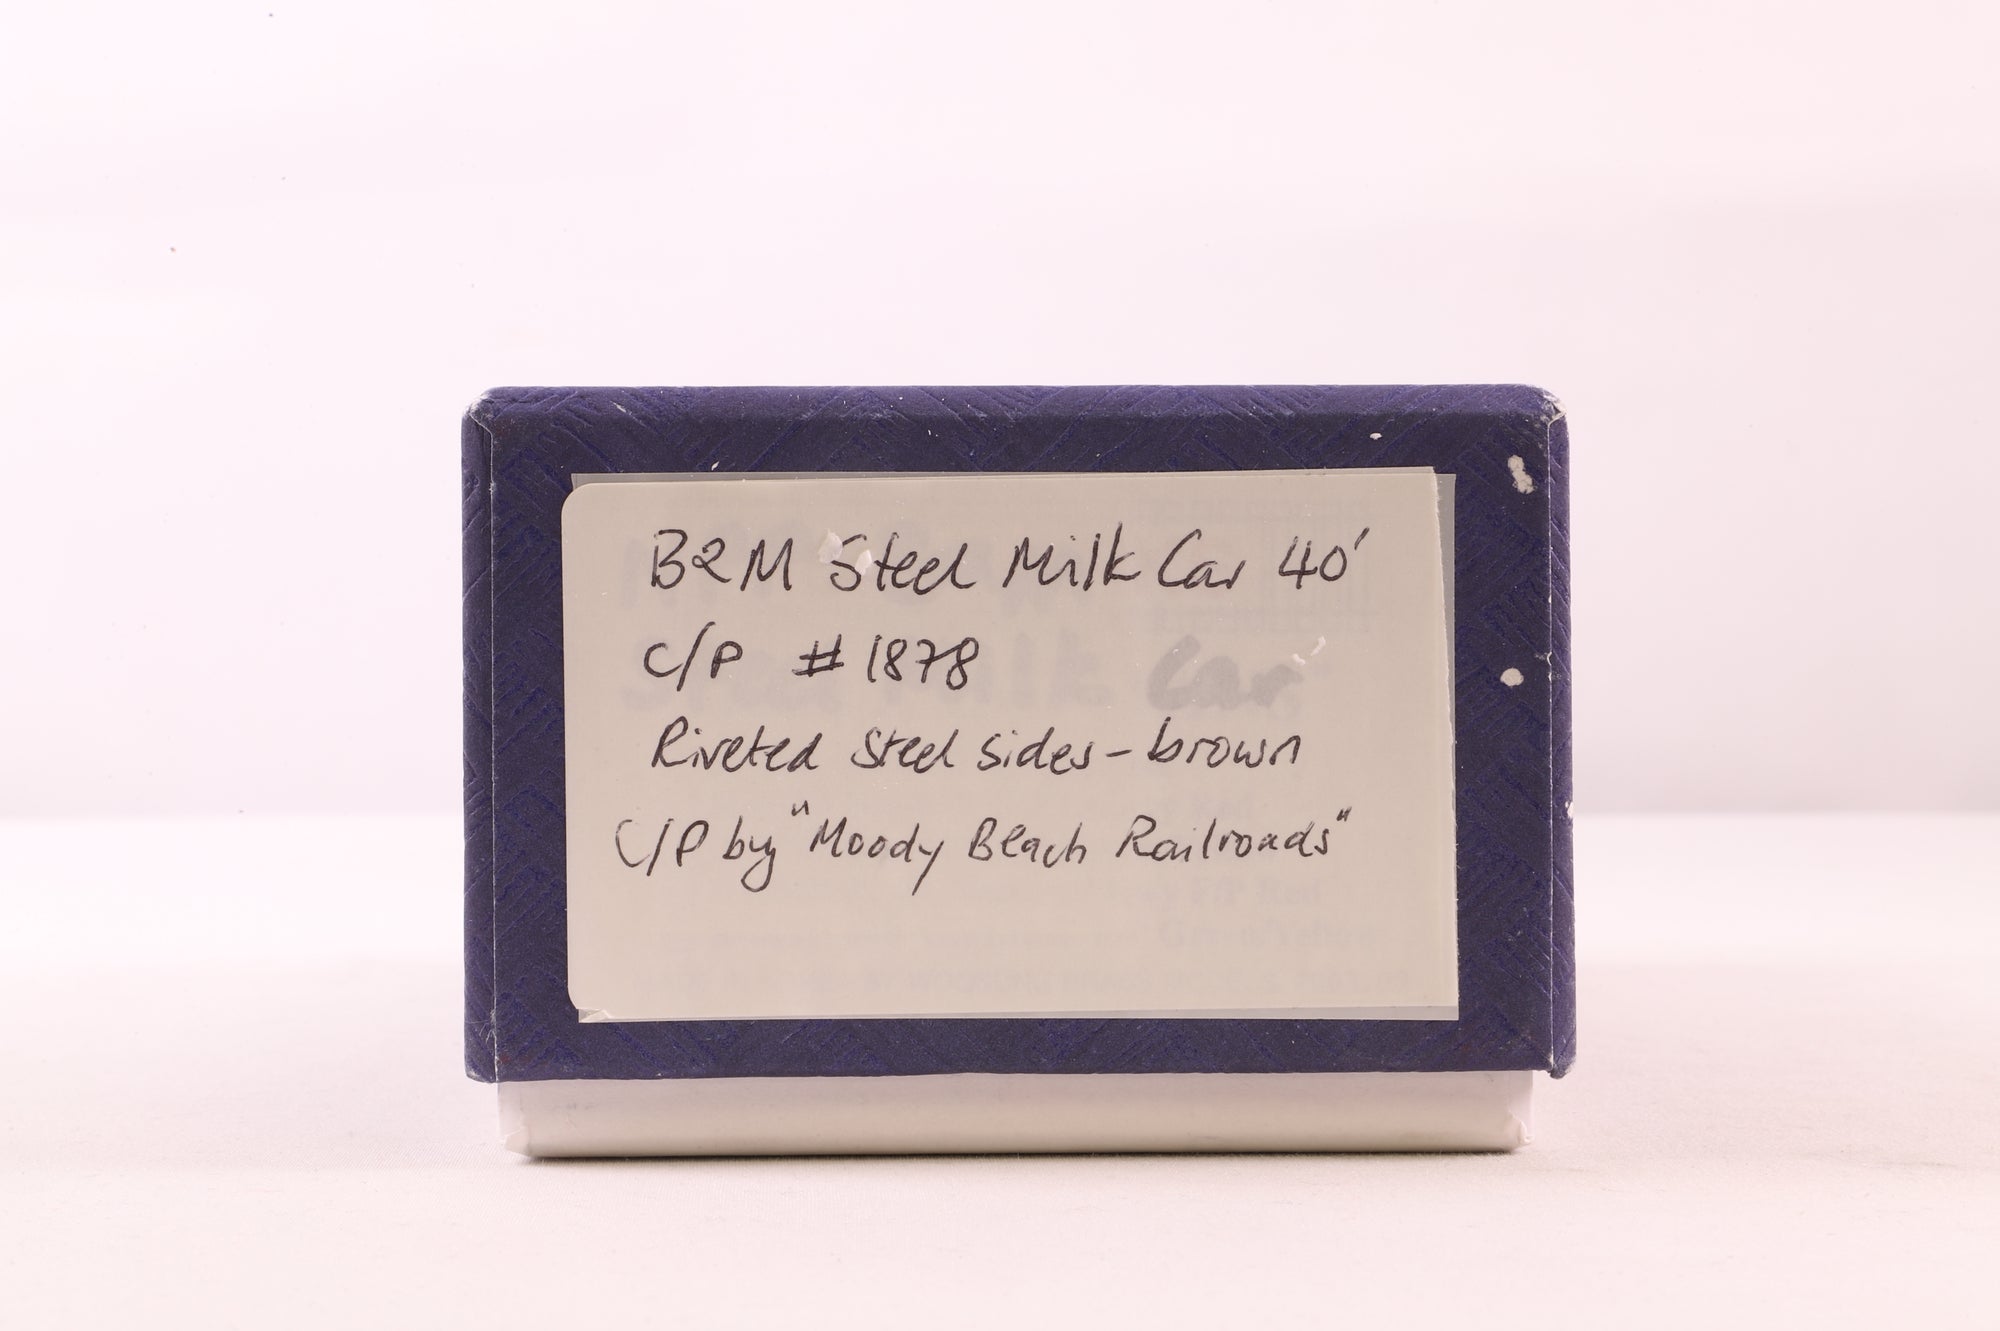 B&M Steel Milk Car 40'
C/P # 1878
Riveted Steel Sides - brown
C/P by "Moody Beach Railroads"